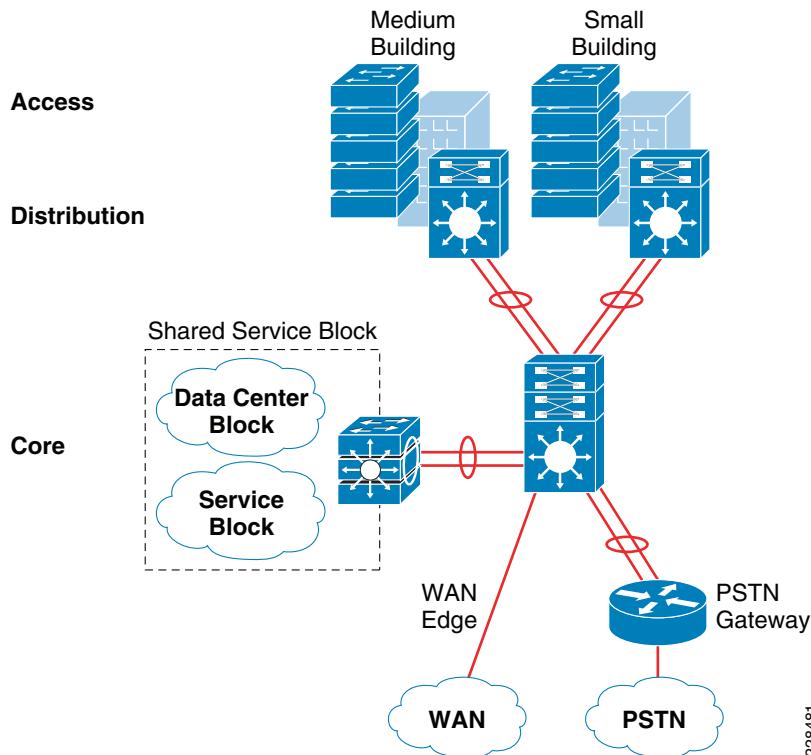 Medium
Building
Small
Building
Access
Distribution
Shared Service Block
Data Center
Block
Core
Service
Block
WAN
Edge
PSTN
Gateway
WAN
PSTN
228481